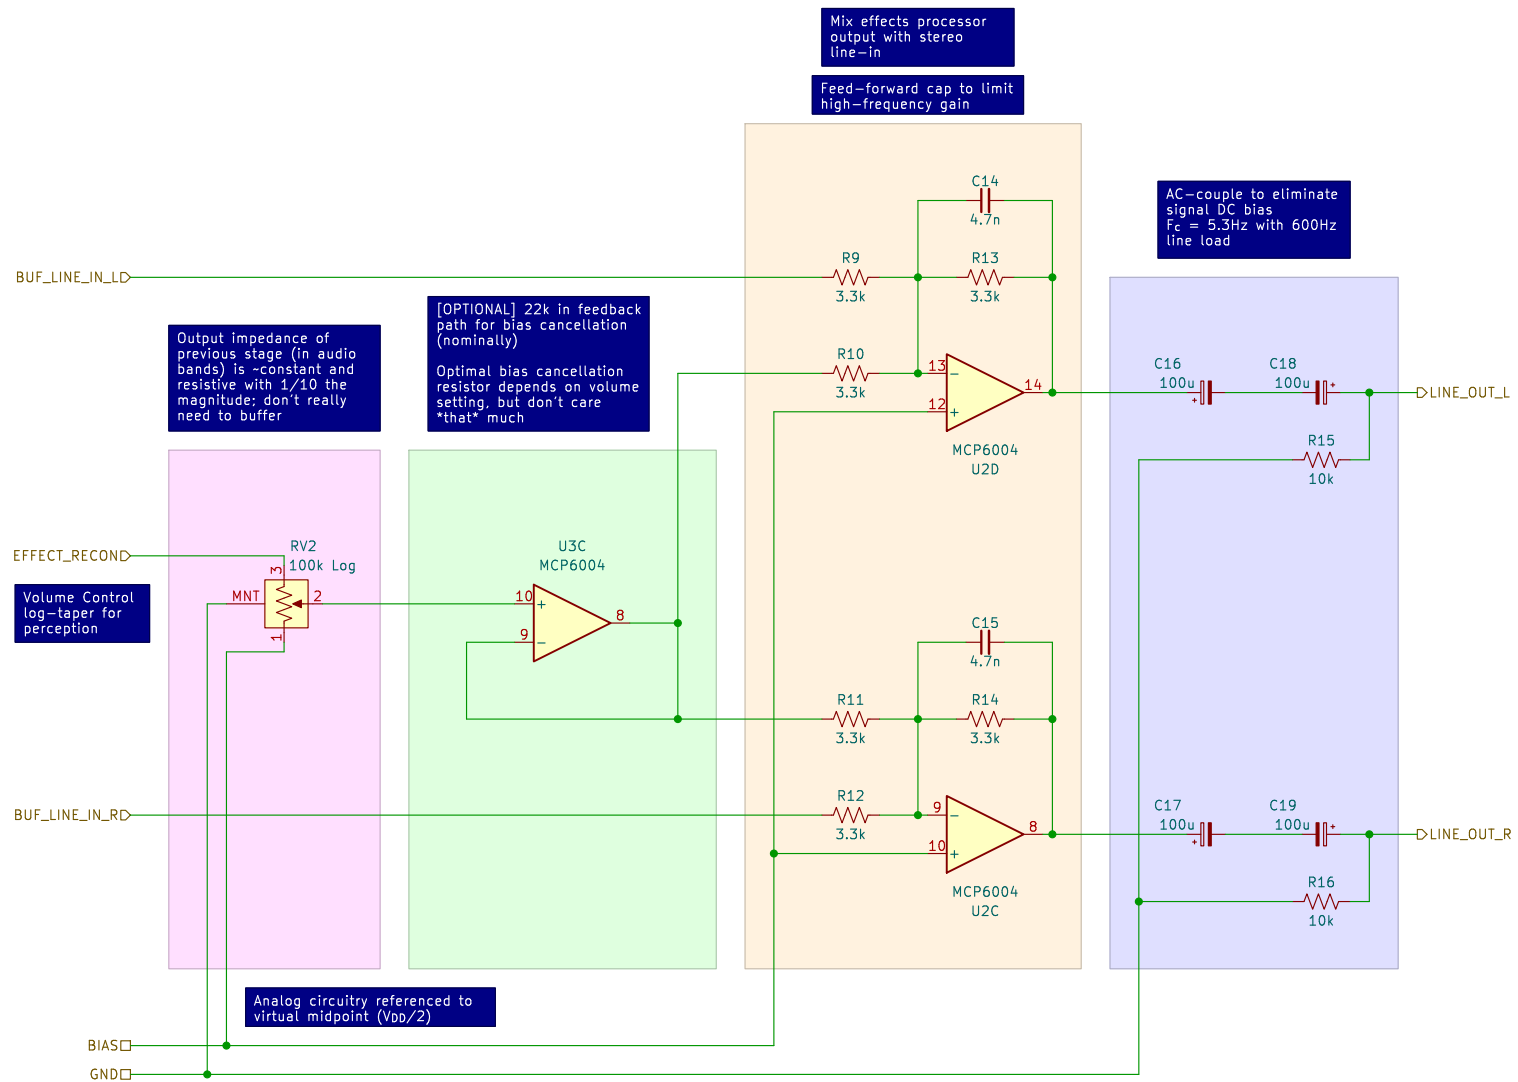 Mix effects processor
output with stereo
line-in
Feed-forward cap to limit
high-frequency gain
C14
4.7n
AC-couple to eliminate
signal DC bias
Fc = 5.3Hz with 600Hz
line load
BUF_LINE_IN_L
R9
3.3k
R13
3.3k
[OPTIONAL] 22k in feedback
path for bias cancellation
(nominally)
Optimal bias cancellation
resistor depends on volume
setting, but don't care
*that* much
Output impedance of
previous stage (in audio
bands) is ~constant and
resistive with 1/10 the
magnitude; don't really
need to buffer
R10
3.3k
13
12
14
-
+
MCP6004
U2D
C16
100u
+
C18
100u
+
LINE_OUT_L
R15
10k
EFFECT_RECON
RV2
100k Log
3
MNT
2
1
Volume Control
log-taper for
perception
U3C
MCP6004
10
+
9
-
8
C15
4.7n
R11
3.3k
R14
3.3k
BUF_LINE_IN_R
R12
3.3k
9
-
10
+
8
MCP6004
U2C
C17
100u
+
C19
100u
+
LINE_OUT_R
R16
10k
Analog circuitry referenced to
virtual midpoint (VDD/2)
BIAS
GND